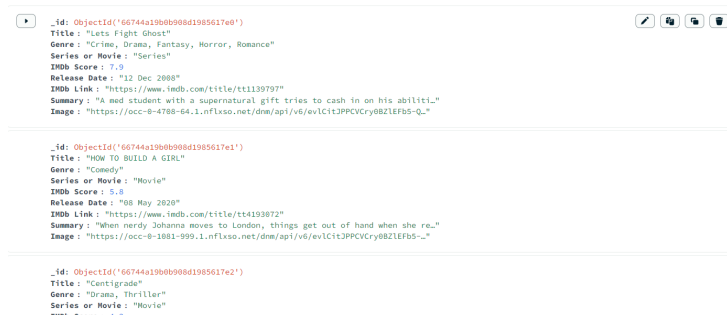 _id: ObjectId('66744a19b0b908d1985617e0')
Title : "Lets Fight Ghost"
Genre : "Crime, Drama, Fantasy, Horror, Romance"
Series or Movie : "Series"
IMDb Score : 7.9
Release Date : "12 Dec 2008"
IMDb Link : "https://www.imdb.com/title/tt1139797"
Summary : "A med student with a supernatural gift tries to cash in on his abiliti…"
Image : "https://occ-0-4708-64.1.nflxso.net/dnm/api/v6/evlCitJPPCVCry0BZlEFb5-Q…"
_id: ObjectId('66744a19b0b908d1985617e1')
Title : "HOW TO BUILD A GIRL"
Genre : "Comedy"
Series or Movie : "Movie"
IMDb Score : 5.8
Release Date : "08 May 2020"
IMDb Link : "https://www.imdb.com/title/tt4193072"
Summary : "When nerdy Johanna moves to London, things get out of hand when she re…"
Image : "https://occ-0-1081-999.1.nflxso.net/dnm/api/v6/evlCitJPPCVCry0BZlEFb5-…"
_id: ObjectId('66744a19b0b908d1985617e2')
Title : "Centigrade"
Genre : "Drama, Thriller"
Series or Movie : "Movie"